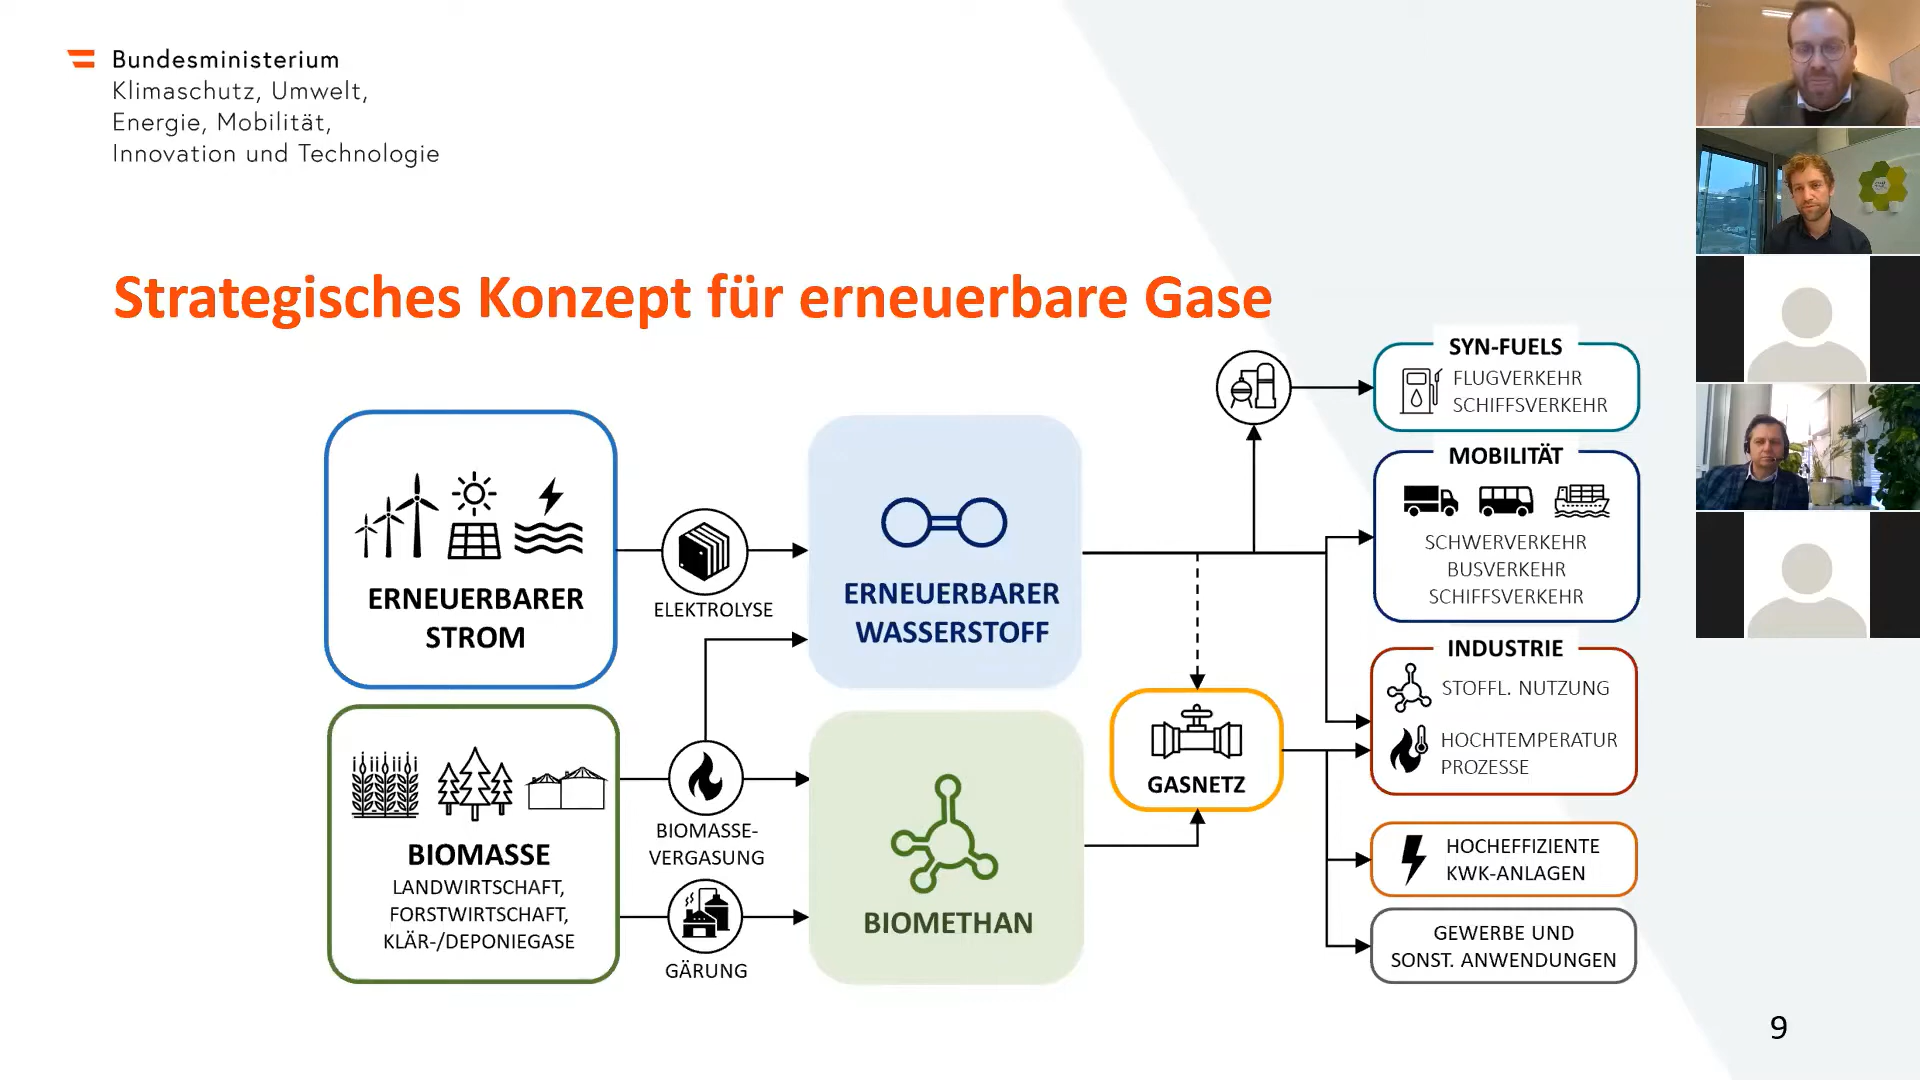 Bundesministerium
Klimaschutz, Umwelt,
Energie, Mobilität,
Innovation und Technologie
Strategisches Konzept für erneuerbare Gase
ERNEUERBARER
STROM
ELEKTROLYSE
ERNEUERBARER
WASSERSTOFF
BIOMASSE
LANDWIRTSCHAFT,
FORSTWIRTSCHAFT,
KLÄR-/DEPONIEGASE
BIOMASSE-
VERGASUNG
GÄRUNG
BIOMETHAN
GASNETZ
SYN-FUELS
FLUGVERKEHR
SCHIFFSVERKEHR
MOBILITÄT
SCHWERVERKEHR
BUSVERKEHR
SCHIFFSVERKEHR
INDUSTRIE
STOFFL. NUTZUNG
HOCHTEMPERATUR
PROZESSE
HOCHEFFIZIENTE
KWK-ANLAGEN
GEWERBE UND
SONST. ANWENDUNGEN
9